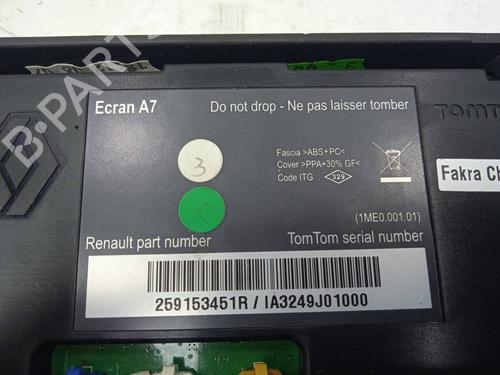 B-PARTS
Ecran A7
Do not drop - Ne pas laisser tomber
Fascia >ABS+PC<
Cover >PPA+30% GF<
Code ITG : 329
3
(1ME0.001.01)
Renault part number
TomTom serial number
259153451R / IA3249J01000
TOMT
Fakra Ch